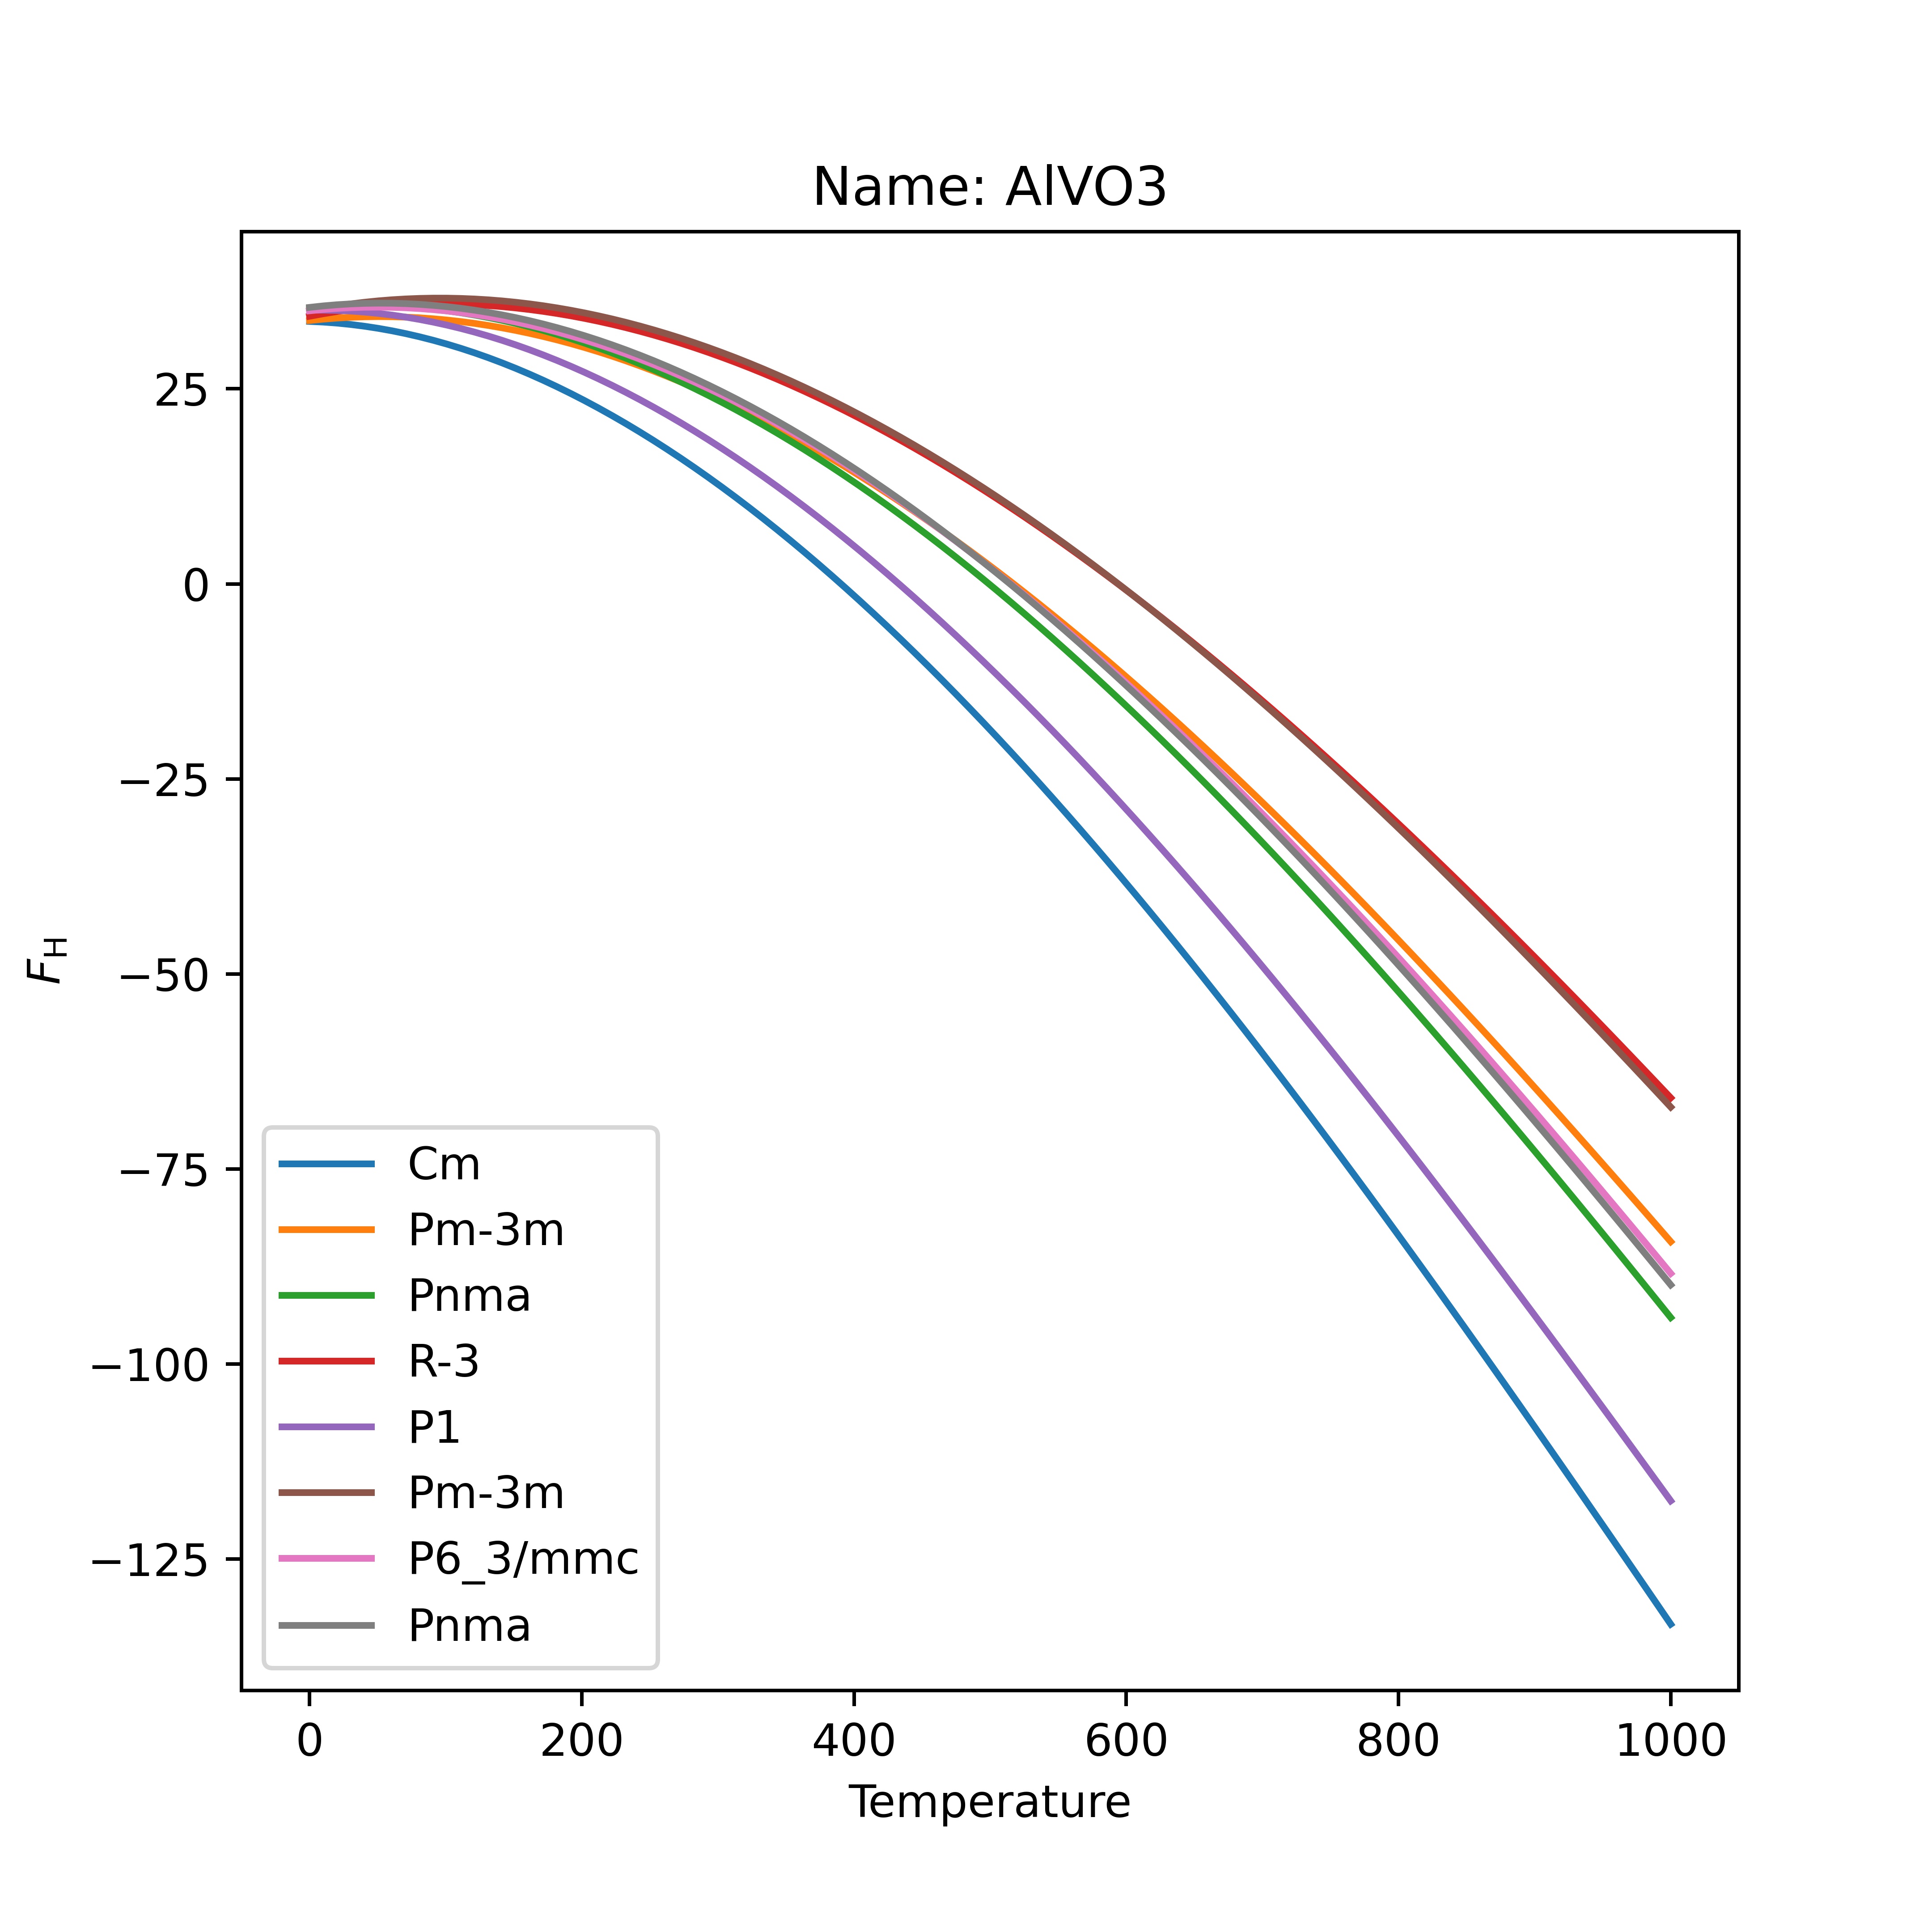 Name: AlVO3
25
0
−25
−50
−75
−100
−125
F_H
Cm
Pm-3m
Pnma
R-3
P1
Pm-3m
P6_3/mmc
Pnma
0 200 400 600 800 1000
Temperature